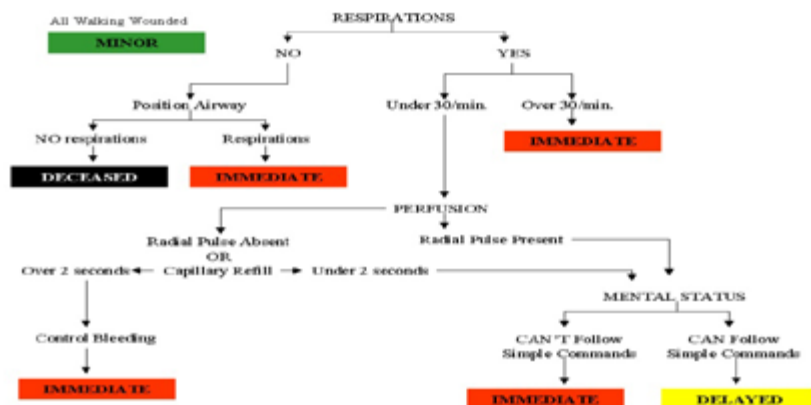 All Walking Wounded
MINOR
RESPIRATIONS
NO
YES
Position Airway
Under 30/min.
Over 30/min.
NO respirations
Respirations
IMMEDIATE
DECEASED
IMMEDIATE
PERFUSION
Radial Pulse Absent
OR
Radial Pulse Present
Over 2 seconds
Capillary Refill
Under 2 seconds
MENTAL STATUS
Control Bleeding
CAN'T Follow
Simple Commands
CAN Follow
Simple Commands
IMMEDIATE
IMMEDIATE
DELAYED